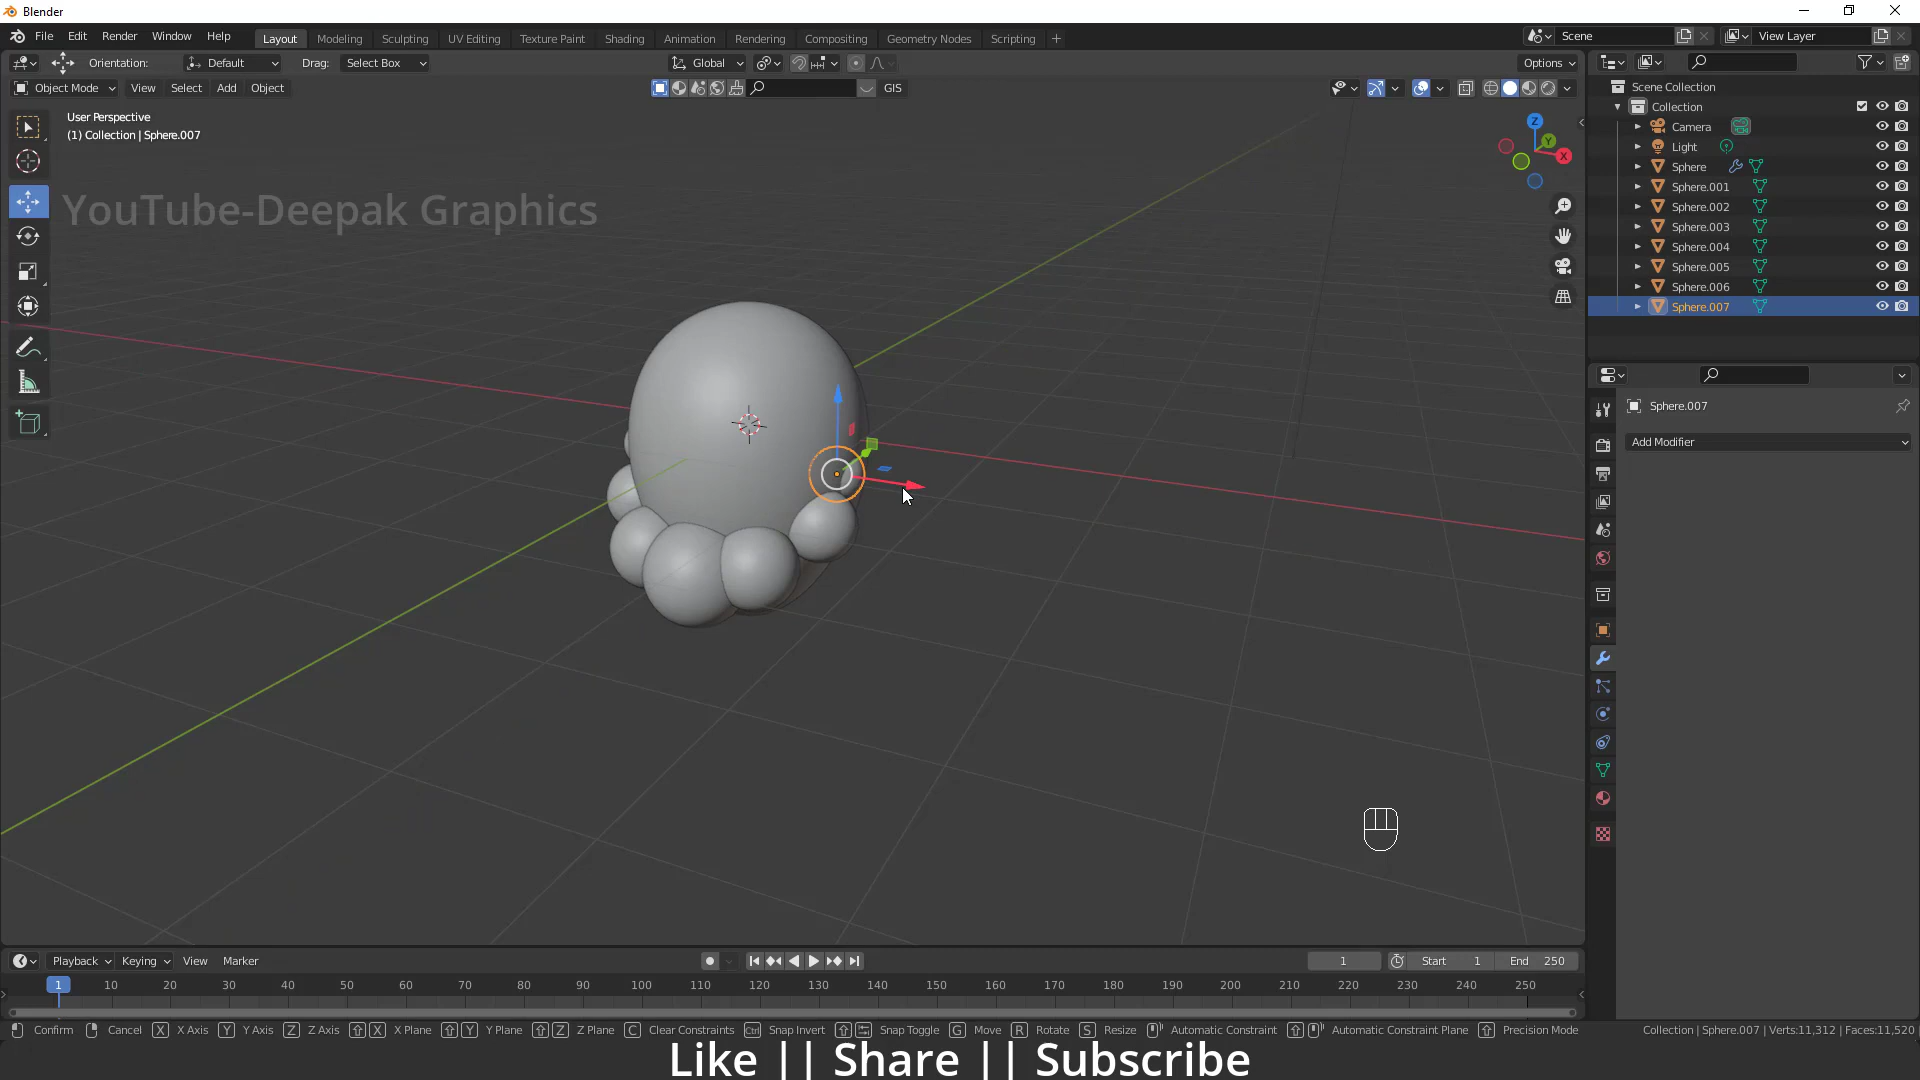 Blender
File Edit Render Window Help
Layout Modeling Sculpting UV Editing Texture Paint Shading Animation Rendering Compositing Geometry Nodes Scripting +
Scene View Layer
Orientation: Default Drag: Select Box Global Options
Object Mode View Select Add Object GIS
User Perspective
(1) Collection | Sphere.007
YouTube-Deepak Graphics
Z
Y
X
Scene Collection
Collection
Camera
Light
Sphere
Sphere.001
Sphere.002
Sphere.003
Sphere.004
Sphere.005
Sphere.006
Sphere.007
Sphere.007
Add Modifier
Playback Keying View Marker 1 Start 1 End 250
1 10 20 30 40 50 60 70 80 90 100 110 120 130 140 150 160 170 180 190 200 210 220 230 240 250
Confirm Cancel X X Axis Y Y Axis Z Z Axis X X Plane Y Y Plane Z Z Plane C Clear Constraints Ctrl Snap Invert Snap Toggle G Move R Rotate S Resize Automatic Constraint Automatic Constraint Plane Precision Mode Collection | Sphere.007 | Verts:11,312 | Faces:11,520
Like || Share || Subscribe